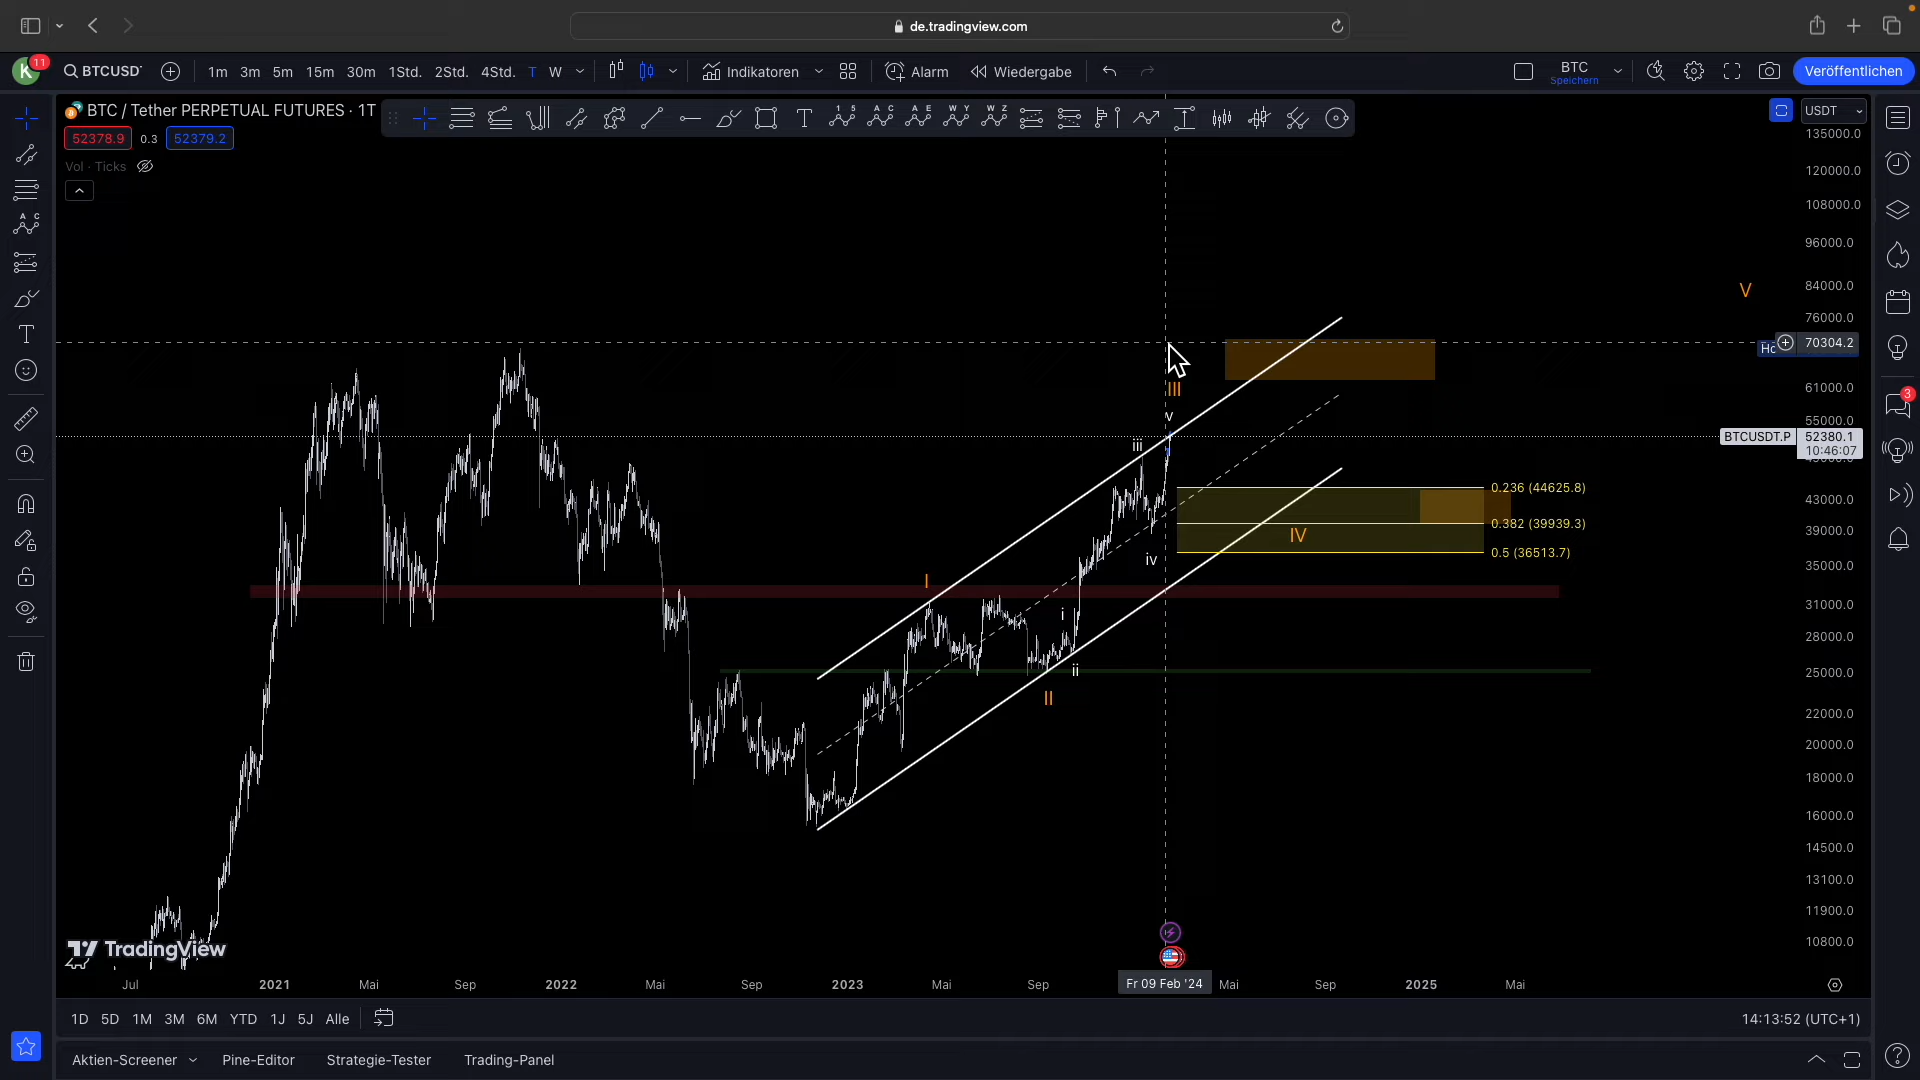 de.tradingview.com
K 11 BTCUSD 1m 3m 5m 15m 30m 1Std. 2Std. 4Std. T W Indikatoren Alarm Wiedergabe BTC Speichern Veröffentlichen
BTC / Tether PERPETUAL FUTURES · 1T
1 5 A C A E W Y W Z
USDT
52378.9 0.3 52379.2
Vol · Ticks
A C
135000.0
120000.0
108000.0
96000.0
84000.0
V
76000.0
Ho 70304.2
III
61000.0
v
55000.0
BTCUSDT.P 52380.1
10:46:07
iii
0.236 (44625.8)
43000.0
0.382 (39939.3)
39000.0
IV
0.5 (36513.7)
iv
35000.0
I
31000.0
i
28000.0
ii
25000.0
II
22000.0
20000.0
18000.0
16000.0
14500.0
13100.0
11900.0
10800.0
3
TradingView
Jul 2021 Mai Sep 2022 Mai Sep 2023 Mai Sep Fr 09 Feb '24 Mai Sep 2025 Mai
1D 5D 1M 3M 6M YTD 1J 5J Alle 14:13:52 (UTC+1)
Aktien-Screener Pine-Editor Strategie-Tester Trading-Panel